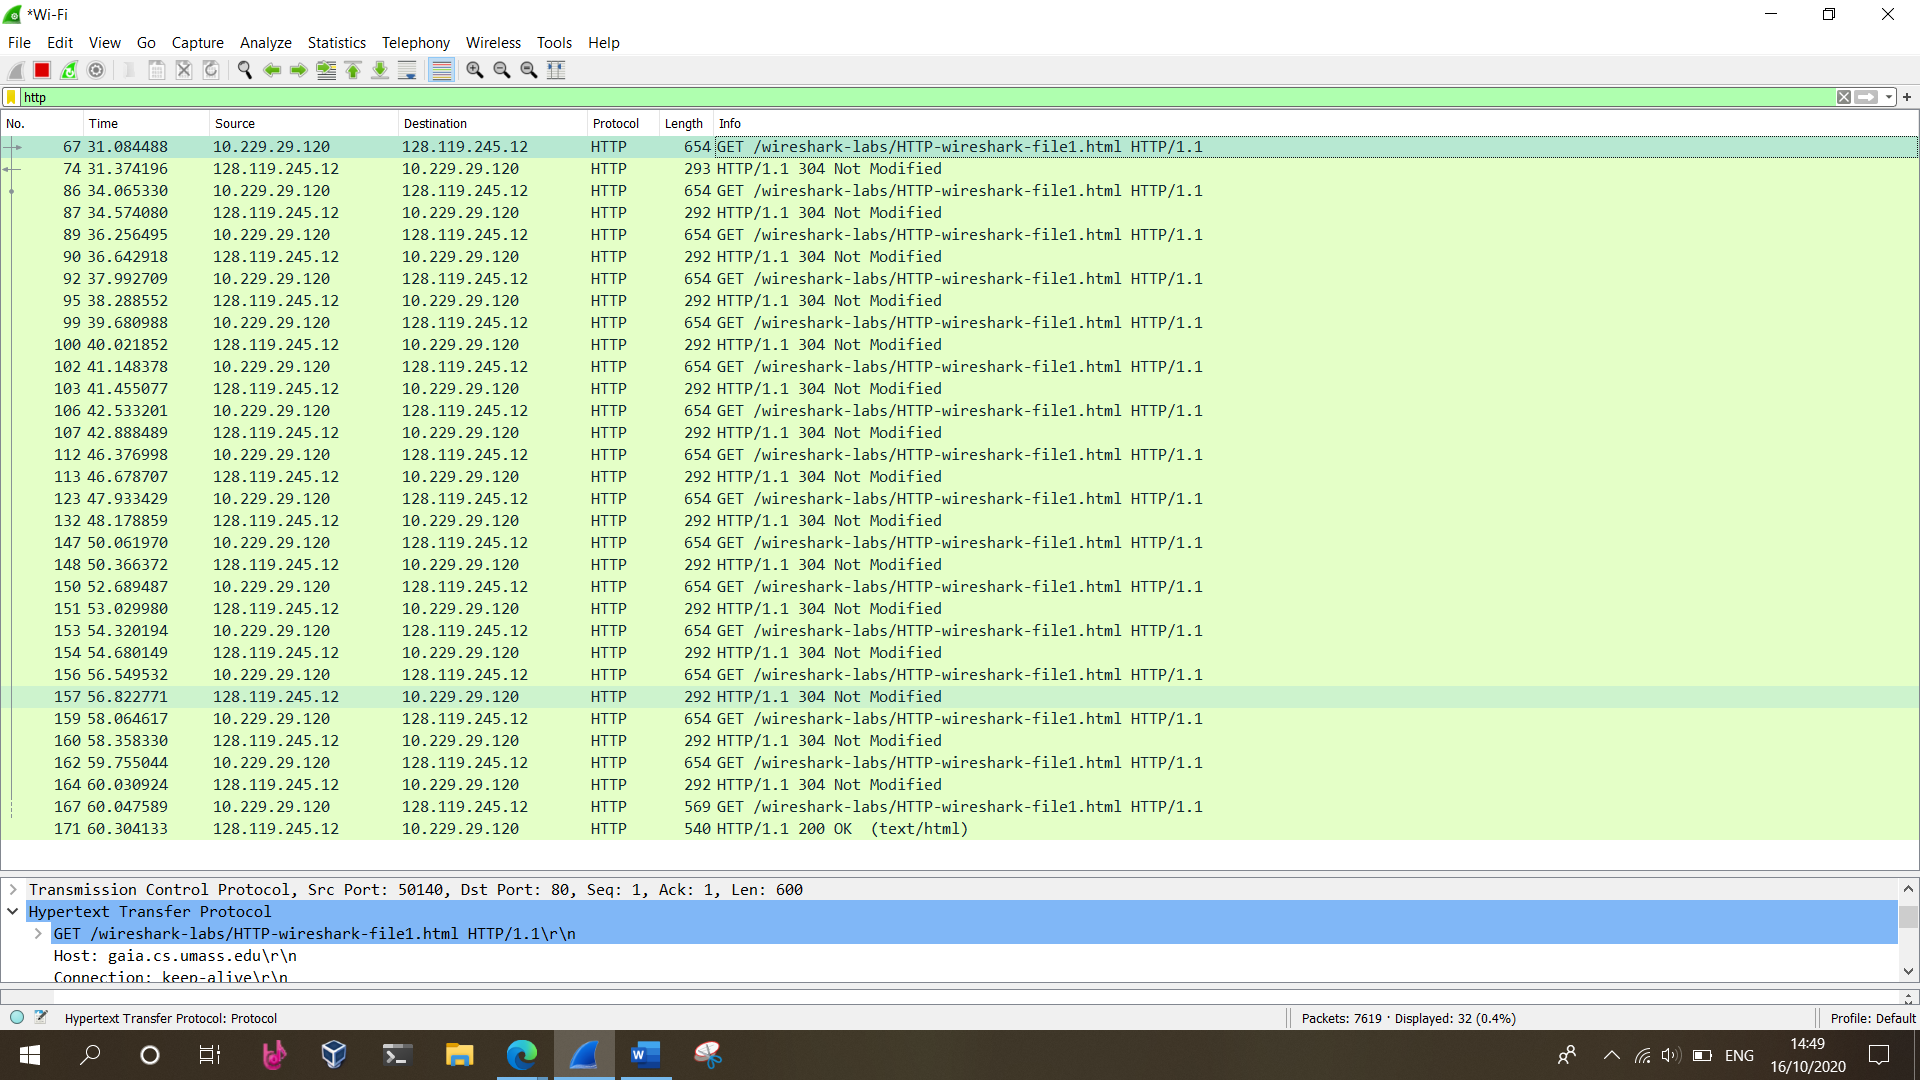 *Wi-Fi
File Edit View Go Capture Analyze Statistics Telephony Wireless Tools Help
http
No. Time Source Destination Protocol Length Info
67 31.084488 10.229.29.120 128.119.245.12 HTTP 654 GET /wireshark-labs/HTTP-wireshark-file1.html HTTP/1.1
74 31.374196 128.119.245.12 10.229.29.120 HTTP 293 HTTP/1.1 304 Not Modified
86 34.065330 10.229.29.120 128.119.245.12 HTTP 654 GET /wireshark-labs/HTTP-wireshark-file1.html HTTP/1.1
87 34.574080 128.119.245.12 10.229.29.120 HTTP 292 HTTP/1.1 304 Not Modified
89 36.256495 10.229.29.120 128.119.245.12 HTTP 654 GET /wireshark-labs/HTTP-wireshark-file1.html HTTP/1.1
90 36.642918 128.119.245.12 10.229.29.120 HTTP 292 HTTP/1.1 304 Not Modified
92 37.992709 10.229.29.120 128.119.245.12 HTTP 654 GET /wireshark-labs/HTTP-wireshark-file1.html HTTP/1.1
95 38.288552 128.119.245.12 10.229.29.120 HTTP 292 HTTP/1.1 304 Not Modified
99 39.680988 10.229.29.120 128.119.245.12 HTTP 654 GET /wireshark-labs/HTTP-wireshark-file1.html HTTP/1.1
100 40.021852 128.119.245.12 10.229.29.120 HTTP 292 HTTP/1.1 304 Not Modified
102 41.148378 10.229.29.120 128.119.245.12 HTTP 654 GET /wireshark-labs/HTTP-wireshark-file1.html HTTP/1.1
103 41.455077 128.119.245.12 10.229.29.120 HTTP 292 HTTP/1.1 304 Not Modified
106 42.533201 10.229.29.120 128.119.245.12 HTTP 654 GET /wireshark-labs/HTTP-wireshark-file1.html HTTP/1.1
107 42.888489 128.119.245.12 10.229.29.120 HTTP 292 HTTP/1.1 304 Not Modified
112 46.376998 10.229.29.120 128.119.245.12 HTTP 654 GET /wireshark-labs/HTTP-wireshark-file1.html HTTP/1.1
113 46.678707 128.119.245.12 10.229.29.120 HTTP 292 HTTP/1.1 304 Not Modified
123 47.933429 10.229.29.120 128.119.245.12 HTTP 654 GET /wireshark-labs/HTTP-wireshark-file1.html HTTP/1.1
132 48.178859 128.119.245.12 10.229.29.120 HTTP 292 HTTP/1.1 304 Not Modified
147 50.061970 10.229.29.120 128.119.245.12 HTTP 654 GET /wireshark-labs/HTTP-wireshark-file1.html HTTP/1.1
148 50.366372 128.119.245.12 10.229.29.120 HTTP 292 HTTP/1.1 304 Not Modified
150 52.689487 10.229.29.120 128.119.245.12 HTTP 654 GET /wireshark-labs/HTTP-wireshark-file1.html HTTP/1.1
151 53.029980 128.119.245.12 10.229.29.120 HTTP 292 HTTP/1.1 304 Not Modified
153 54.320194 10.229.29.120 128.119.245.12 HTTP 654 GET /wireshark-labs/HTTP-wireshark-file1.html HTTP/1.1
154 54.680149 128.119.245.12 10.229.29.120 HTTP 292 HTTP/1.1 304 Not Modified
156 56.549532 10.229.29.120 128.119.245.12 HTTP 654 GET /wireshark-labs/HTTP-wireshark-file1.html HTTP/1.1
157 56.822771 128.119.245.12 10.229.29.120 HTTP 292 HTTP/1.1 304 Not Modified
159 58.064617 10.229.29.120 128.119.245.12 HTTP 654 GET /wireshark-labs/HTTP-wireshark-file1.html HTTP/1.1
160 58.358330 128.119.245.12 10.229.29.120 HTTP 292 HTTP/1.1 304 Not Modified
162 59.755044 10.229.29.120 128.119.245.12 HTTP 654 GET /wireshark-labs/HTTP-wireshark-file1.html HTTP/1.1
164 60.030924 128.119.245.12 10.229.29.120 HTTP 292 HTTP/1.1 304 Not Modified
167 60.047589 10.229.29.120 128.119.245.12 HTTP 569 GET /wireshark-labs/HTTP-wireshark-file1.html HTTP/1.1
171 60.304133 128.119.245.12 10.229.29.120 HTTP 540 HTTP/1.1 200 OK (text/html)
Transmission Control Protocol, Src Port: 50140, Dst Port: 80, Seq: 1, Ack: 1, Len: 600
Hypertext Transfer Protocol
GET /wireshark-labs/HTTP-wireshark-file1.html HTTP/1.1\r\n
Host: gaia.cs.umass.edu\r\n
Connection: keep-alive\r\n
Hypertext Transfer Protocol: Protocol
Packets: 7619 · Displayed: 32 (0.4%)
Profile: Default
W
ENG
14:49
16/10/2020